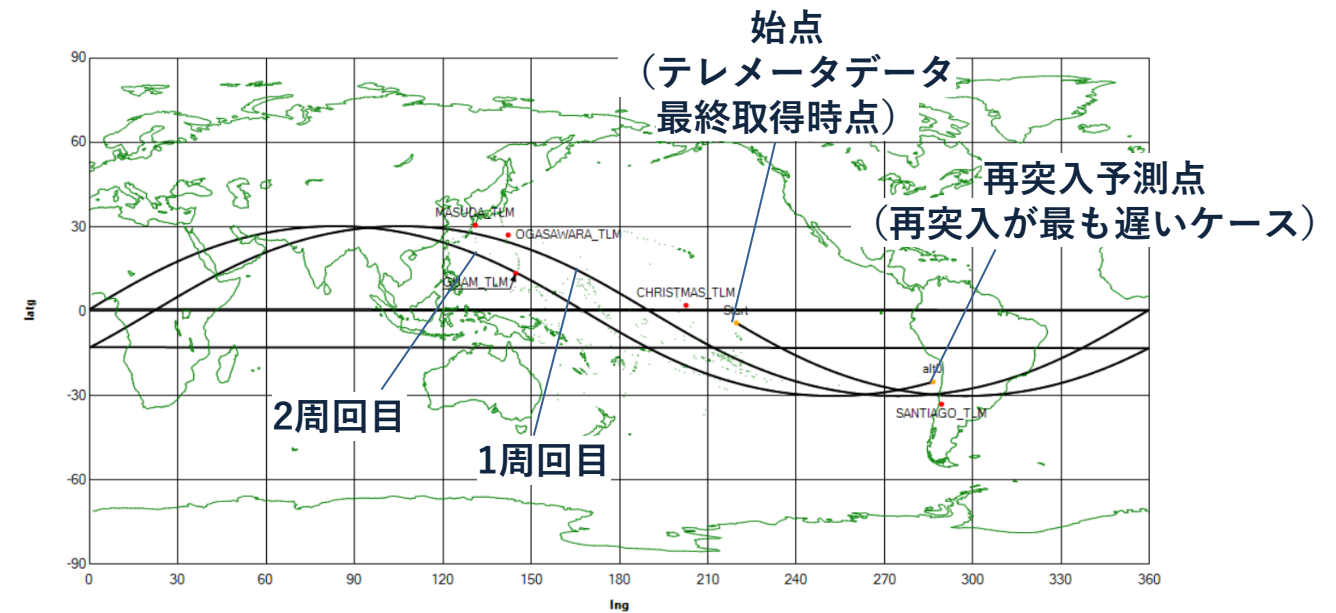 始点
（テレメータデータ
最終取得時点）
再突入予測点
（再突入が最も遅いケース）
90
60
30
0
-30
-60
-90
latg
MASUDA_TLM
OGASAWARA_TLM
GUAM_TLM
CHRISTMAS_TLM
Start
alt0
SANTIAGO_TLM
2周回目
1周回目
0
30
60
90
120
150
180
210
240
270
300
330
360
lng